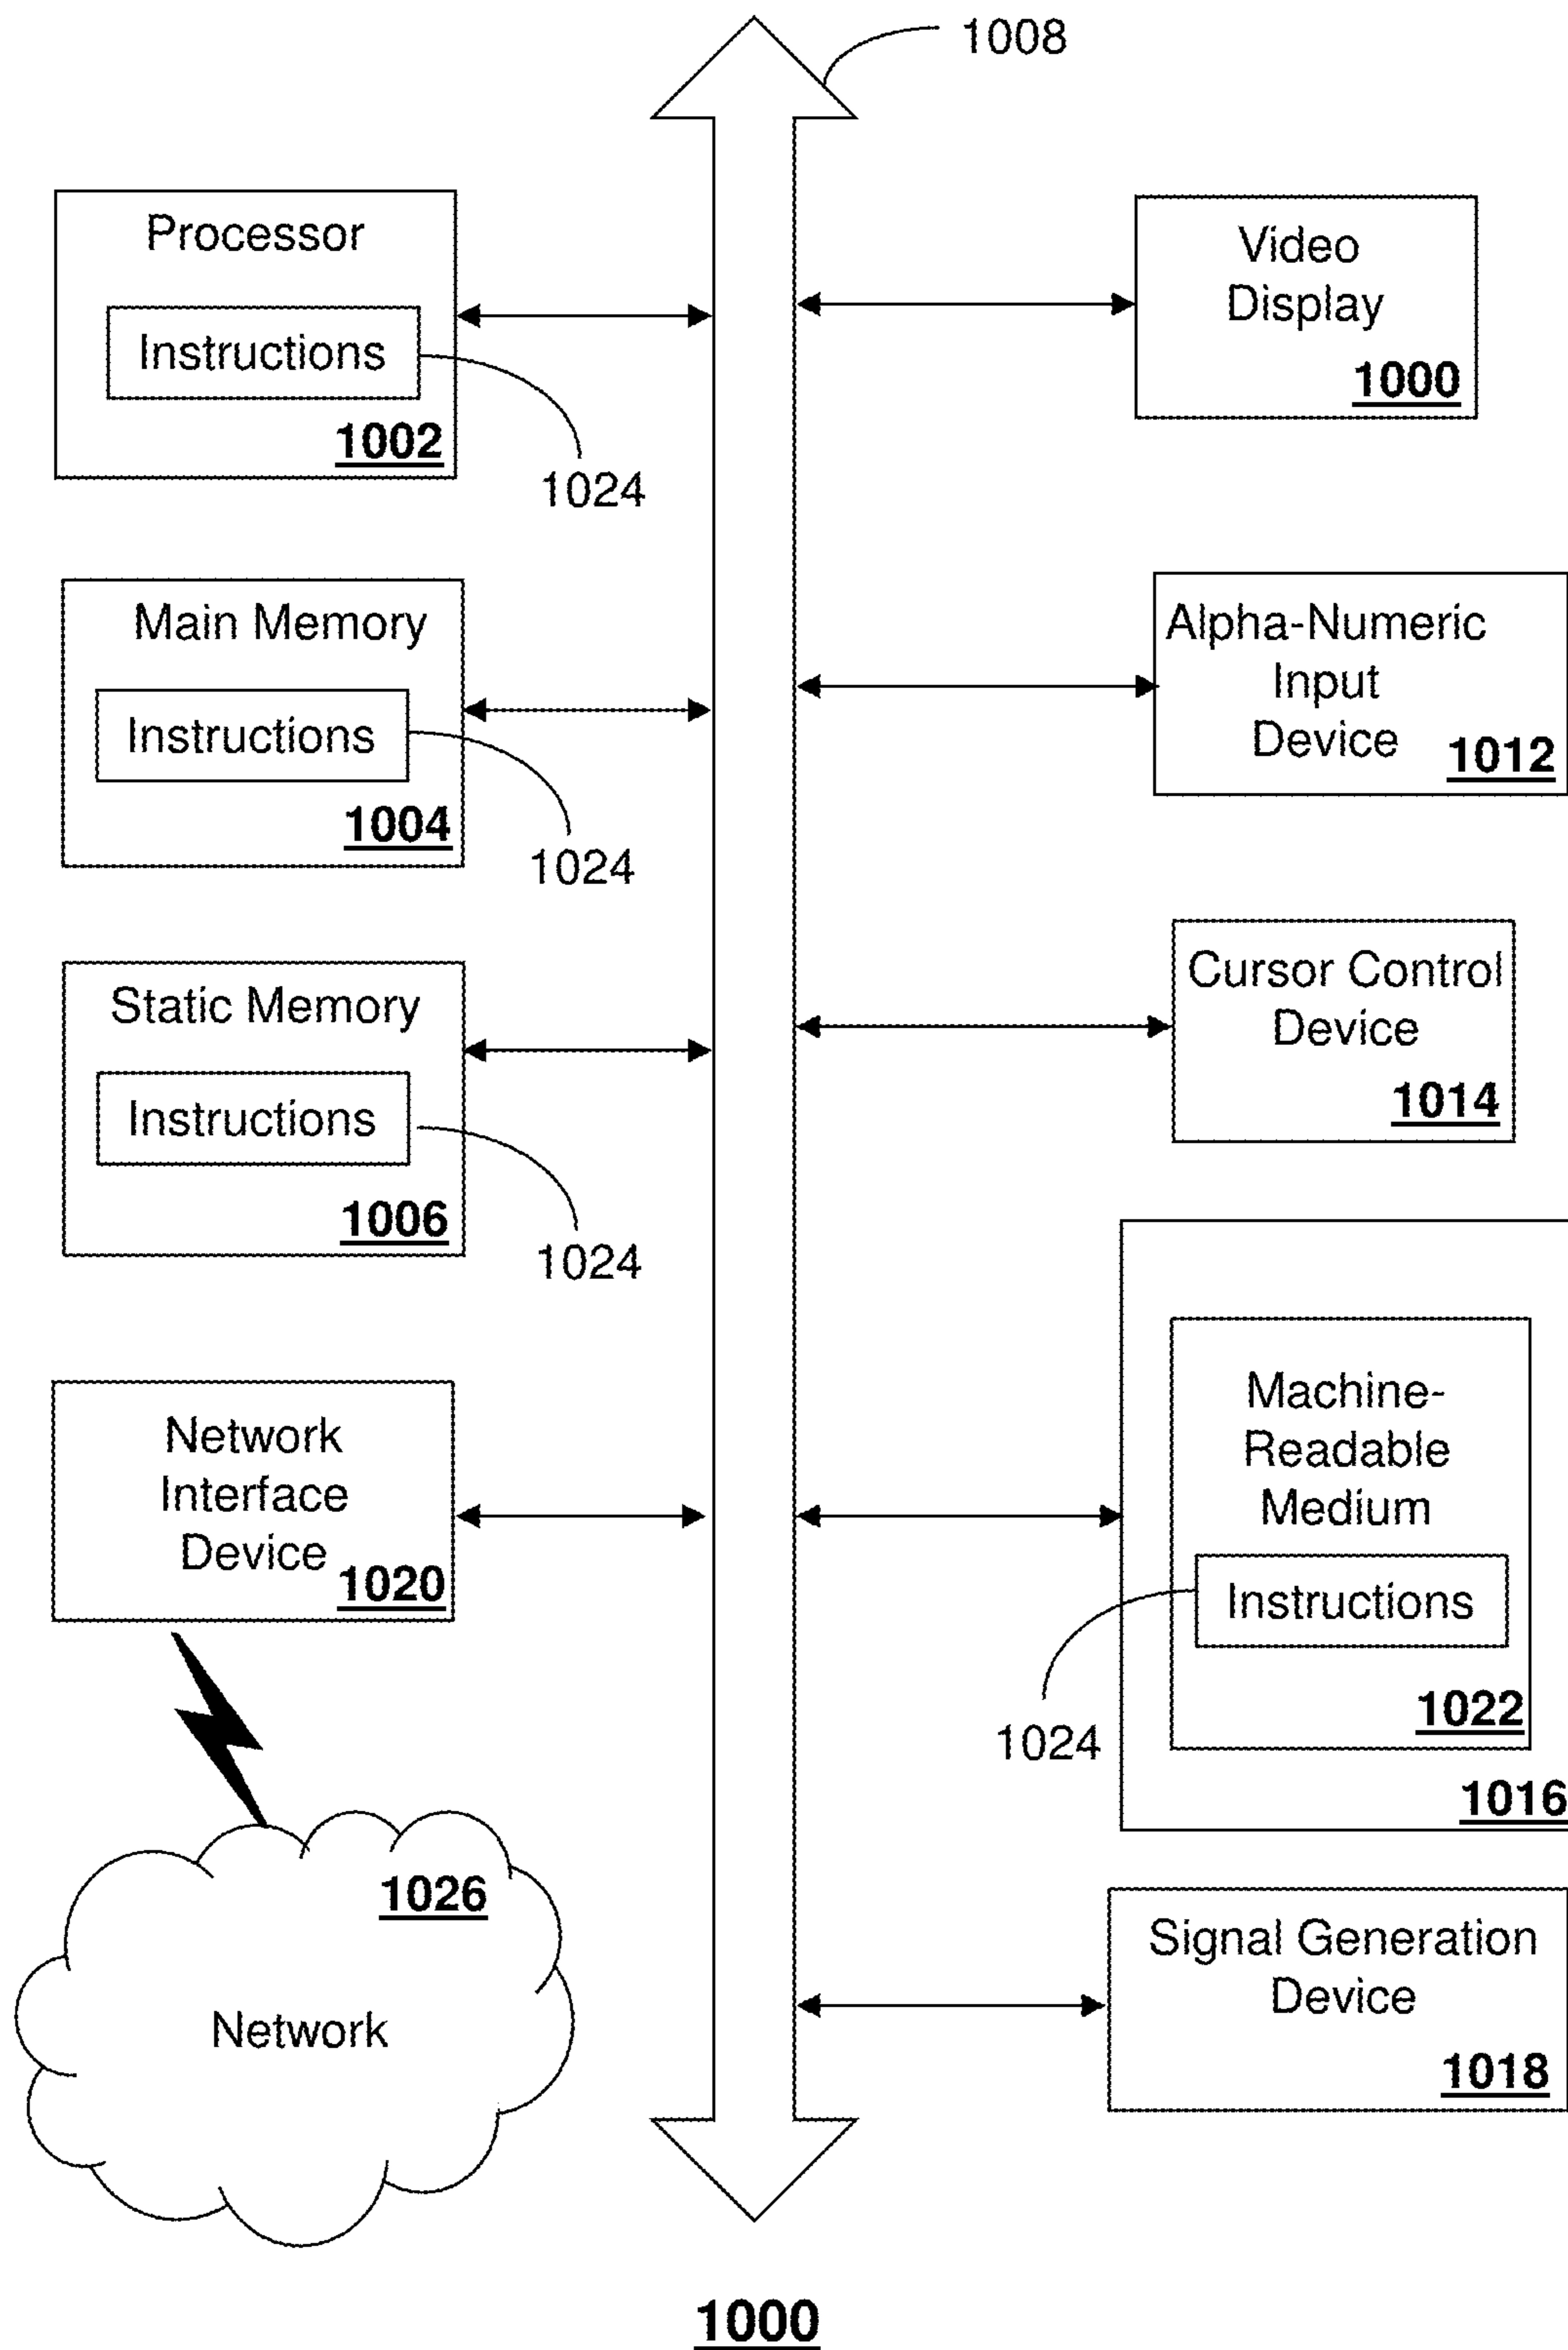 1008
Processor
Instructions
1002
1024
Video
Display
1000
Main Memory
Instructions
1004
1024
Alpha-Numeric
Input
Device
1012
Static Memory
Instructions
1006
1024
Cursor Control
Device
1014
Network
Interface
Device
1020
Machine-
Readable
Medium
Instructions
1022
1024
1016
1026
Network
Signal Generation
Device
1018
1000